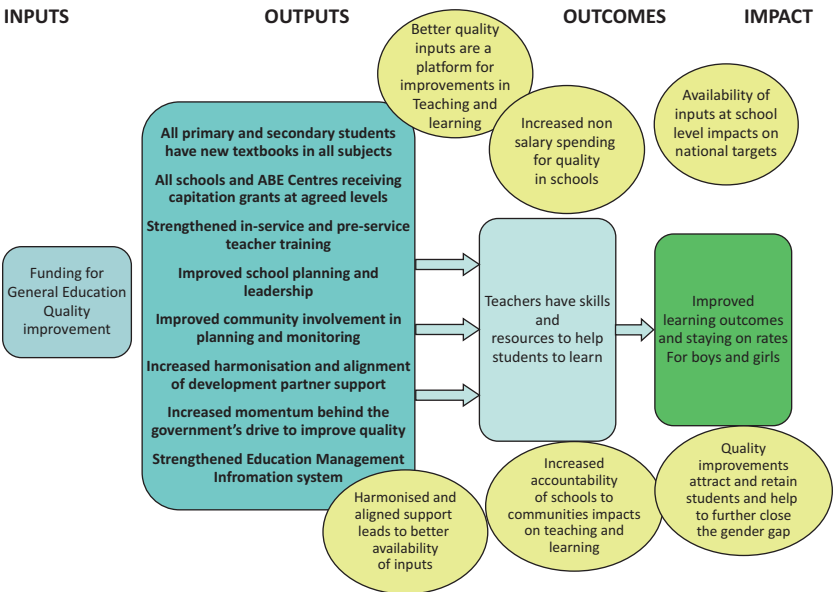 INPUTS
OUTPUTS
OUTCOMES
IMPACT
Better quality
inputs are a
platform for
improvements in
Teaching and
learning
Increased non
salary spending
for quality
in schools
Availability of
inputs at school
level impacts on
national targets
Funding for
General Education
Quality
improvement
All primary and secondary students
have new textbooks in all subjects
All schools and ABE Centres receiving
capitation grants at agreed levels
Strengthened in-service and pre-service
teacher training
Improved school planning and
leadership
Improved community involvement in
planning and monitoring
Increased harmonisation and alignment
of development partner support
Increased momentum behind the
government's drive to improve quality
Strengthened Education Management
Infromation system
Teachers have skills
and
resources to help
students to learn
Improved
learning outcomes
and staying on rates
For boys and girls
Harmonised and
aligned support
leads to better
availability
of inputs
Increased
accountability
of schools to
communities impacts
on teaching and
learning
Quality
improvements
attract and retain
students and help
to further close
the gender gap